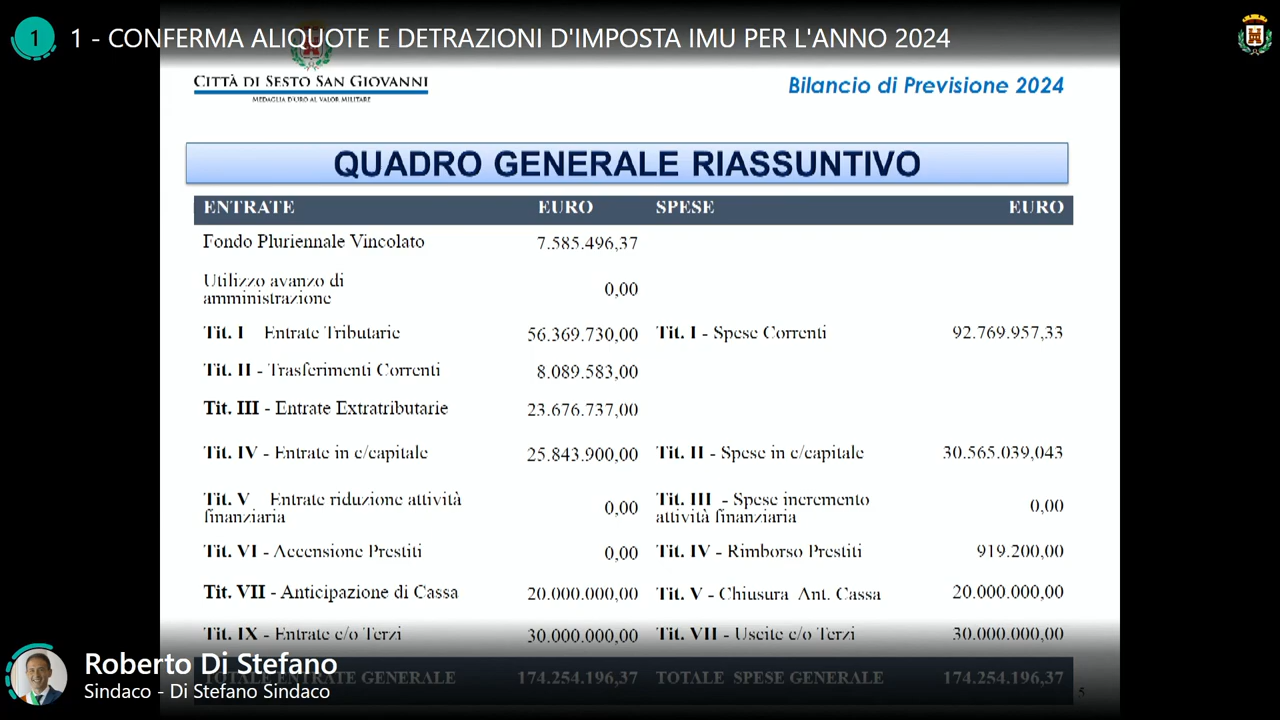 1
1 - CONFERMA ALIQUOTE E DETRAZIONI D'IMPOSTA IMU PER L'ANNO 2024
CITTÀ DI SESTO SAN GIOVANNI
MEDAGLIA D'ORO AL VALOR MILITARE
Bilancio di Previsione 2024
QUADRO GENERALE RIASSUNTIVO
ENTRATE EURO SPESE EURO
Fondo Pluriennale Vincolato 7.585.496,37
Utilizzo avanzo di
amministrazione 0,00
Tit. I Entrate Tributarie 56.369.730,00 Tit. I - Spese Correnti 92.769.957,33
Tit. II - Trasferimenti Correnti 8.089.583,00
Tit. III - Entrate Extratributarie 23.676.737,00
Tit. IV - Entrate in c/capitale 25.843.900,00 Tit. II - Spese in c/capitale 30.565.039,043
Tit. V Entrate riduzione attività
finanziaria 0,00 Tit. III - Spese incremento
attività finanziaria 0,00
Tit. VI - Accensione Prestiti 0,00 Tit. IV - Rimborso Prestiti 919.200,00
Tit. VII - Anticipazione di Cassa 20.000.000,00 Tit. V - Chiusura Ant. Cassa 20.000.000,00
Tit. IX - Entrate c/o Terzi 30.000.000,00 Tit. VII - Uscite c/o Terzi 30.000.000,00
TOTALE ENTRATE GENERALE 174.254.196,37 TOTALE SPESE GENERALE 174.254.196,37
5
Roberto Di Stefano
Sindaco - Di Stefano Sindaco